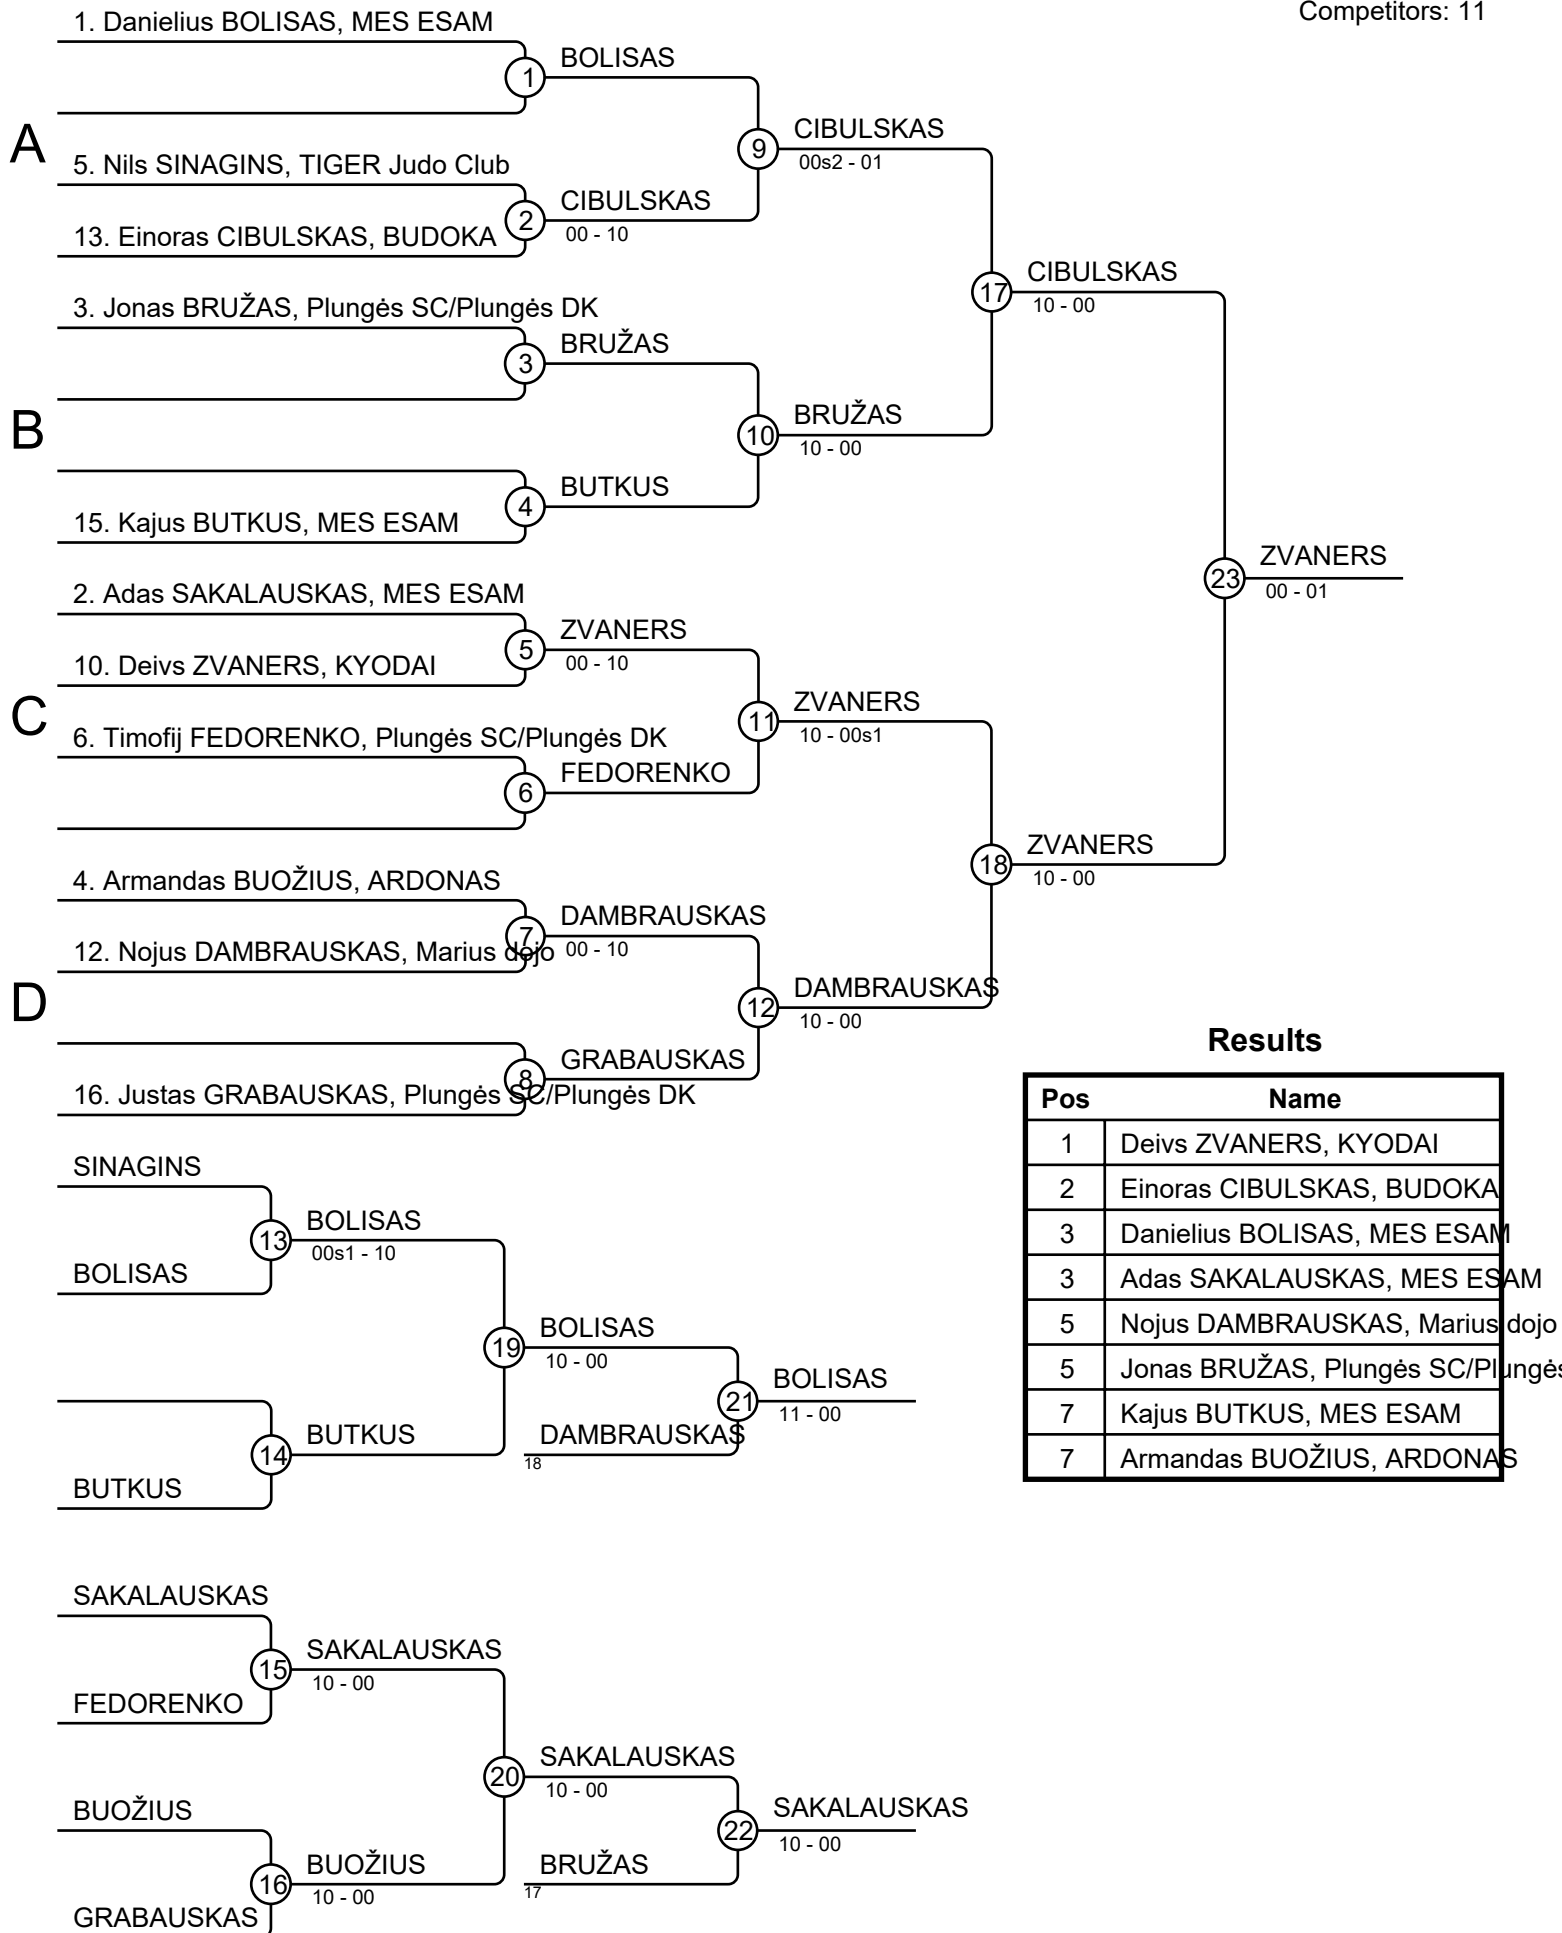 Competitors: 11
1. Danielius BOLISAS, MES ESAM
1
BOLISAS
A
9
CIBULSKAS
00s2 - 01
5. Nils SINAGINS, TIGER Judo Club
2
CIBULSKAS
00 - 10
13. Einoras CIBULSKAS, BUDOKA
17
CIBULSKAS
10 - 00
3. Jonas BRUŽAS, Plungės SC/Plungės DK
3
BRUŽAS
B
10
BRUŽAS
10 - 00
4
BUTKUS
15. Kajus BUTKUS, MES ESAM
23
ZVANERS
00 - 01
2. Adas SAKALAUSKAS, MES ESAM
5
ZVANERS
00 - 10
10. Deivs ZVANERS, KYODAI
C
11
ZVANERS
10 - 00s1
6. Timofij FEDORENKO, Plungės SC/Plungės DK
6
FEDORENKO
18
ZVANERS
10 - 00
4. Armandas BUOŽIUS, ARDONAS
7
DAMBRAUSKAS
00 - 10
12. Nojus DAMBRAUSKAS, Marius dojo
D
12
DAMBRAUSKAS
10 - 00
8
GRABAUSKAS
16. Justas GRABAUSKAS, Plungės SC/Plungės DK
SINAGINS
13
BOLISAS
00s1 - 10
BOLISAS
19
BOLISAS
10 - 00
21
BOLISAS
11 - 00
14
BUTKUS
DAMBRAUSKAS
18
BUTKUS
SAKALAUSKAS
15
SAKALAUSKAS
10 - 00
FEDORENKO
20
SAKALAUSKAS
10 - 00
22
SAKALAUSKAS
10 - 00
BUOŽIUS
16
BUOŽIUS
10 - 00
BRUŽAS
17
GRABAUSKAS
Results
Pos Name
1 Deivs ZVANERS, KYODAI
2 Einoras CIBULSKAS, BUDOKA
3 Danielius BOLISAS, MES ESAM
3 Adas SAKALAUSKAS, MES ESAM
5 Nojus DAMBRAUSKAS, Marius dojo
5 Jonas BRUŽAS, Plungės SC/Plungės
7 Kajus BUTKUS, MES ESAM
7 Armandas BUOŽIUS, ARDONAS